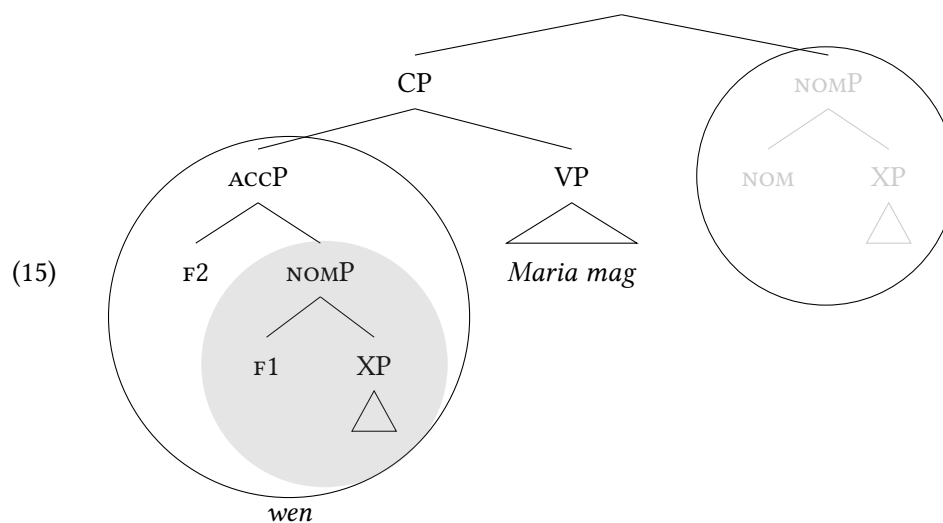 CP
NOMP
ACCP
VP
NOM
XP
(15)
F2
NOMP
Maria mag
F1
XP
wen